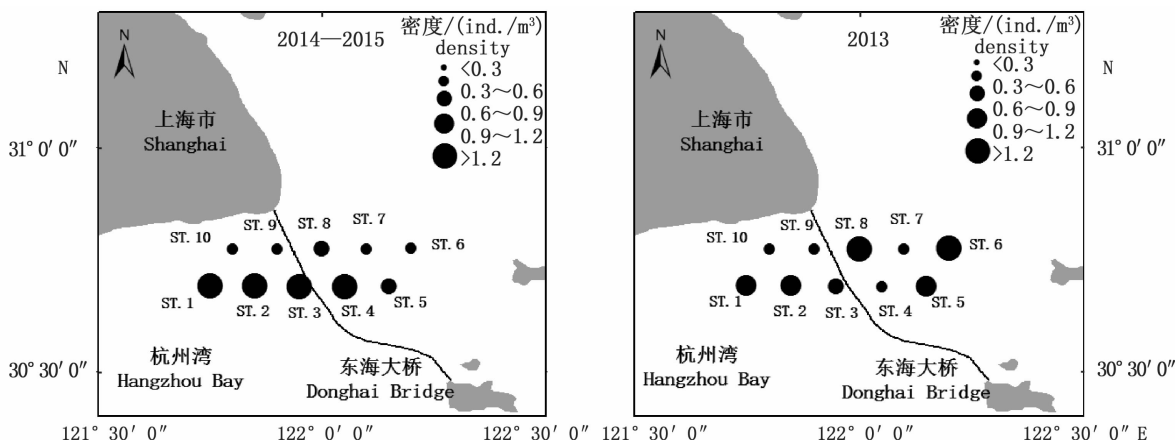 密度/(ind./m³)
N
2014—2015
density
<0.3
0.3～0.6
0.6～0.9
0.9～1.2
>1.2
N
上海市
Shanghai
31° 0′ 0″
ST. 10
ST. 9
ST. 8
ST. 7
ST. 6
ST. 1
ST. 2
ST. 3
ST. 4
ST. 5
杭州湾
Hangzhou Bay
东海大桥
Donghai Bridge
30° 30′ 0″
121° 30′ 0″
122° 0′ 0″
122° 30′ 0″
密度/(ind./m³)
N
2013
density
<0.3
0.3～0.6
0.6～0.9
0.9～1.2
>1.2
N
上海市
Shanghai
31° 0′ 0″
ST. 10
ST. 9
ST. 8
ST. 7
ST. 6
ST. 1
ST. 2
ST. 3
ST. 4
ST. 5
杭州湾
Hangzhou Bay
东海大桥
Donghai Bridge
30° 30′ 0″
121° 30′ 0″
122° 0′ 0″
122° 30′ 0″ E